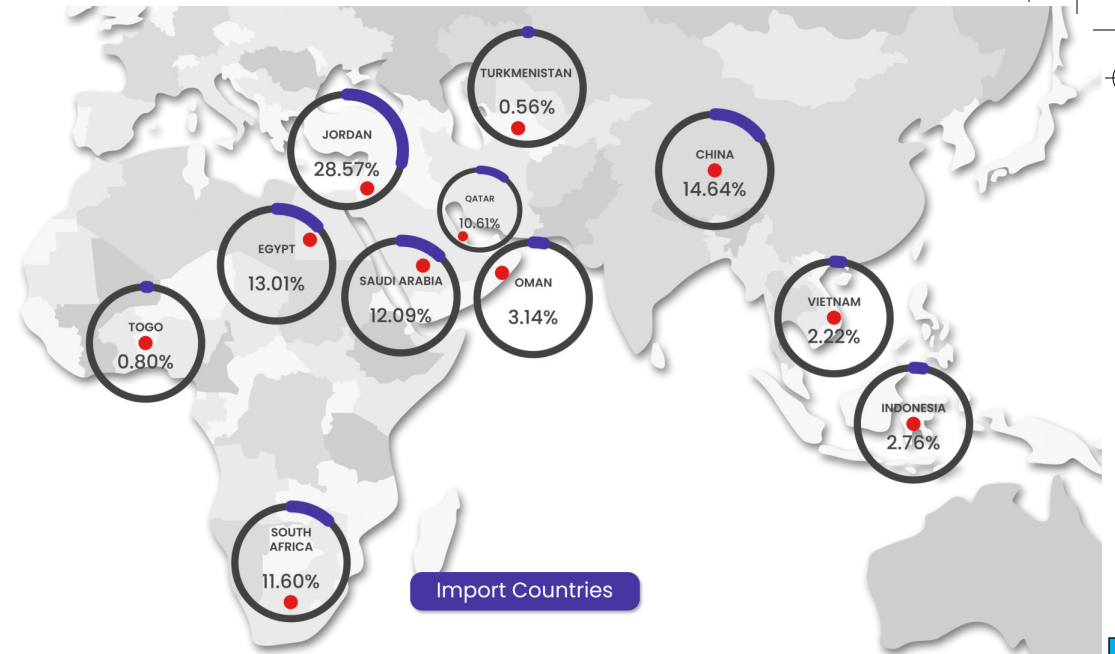 TURKMENISTAN
0.56%
JORDAN
28.57%
CHINA
14.64%
QATAR
10.61%
EGYPT
13.01%
SAUDI ARABIA
12.09%
OMAN
3.14%
VIETNAM
2.22%
TOGO
0.80%
INDONESIA
2.76%
SOUTH
AFRICA
11.60%
Import Countries